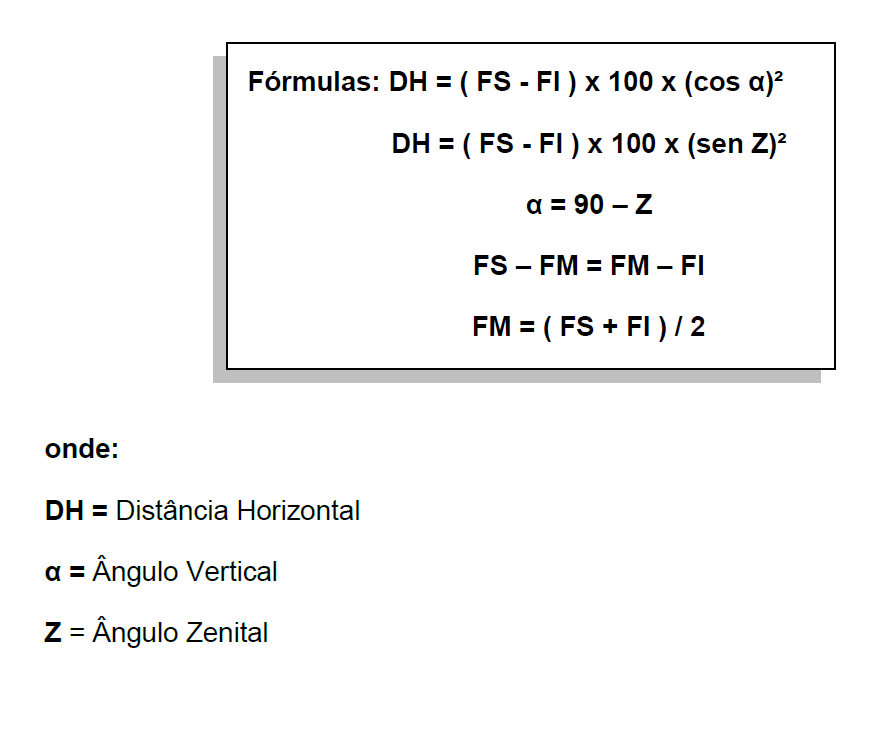 Fórmulas: DH = ( FS - FI ) x 100 x (cos α)²
DH = ( FS - FI ) x 100 x (sen Z)²
α = 90 – Z
FS – FM = FM – FI
FM = ( FS + FI ) / 2
onde:
DH = Distância Horizontal
α = Ângulo Vertical
Z = Ângulo Zenital